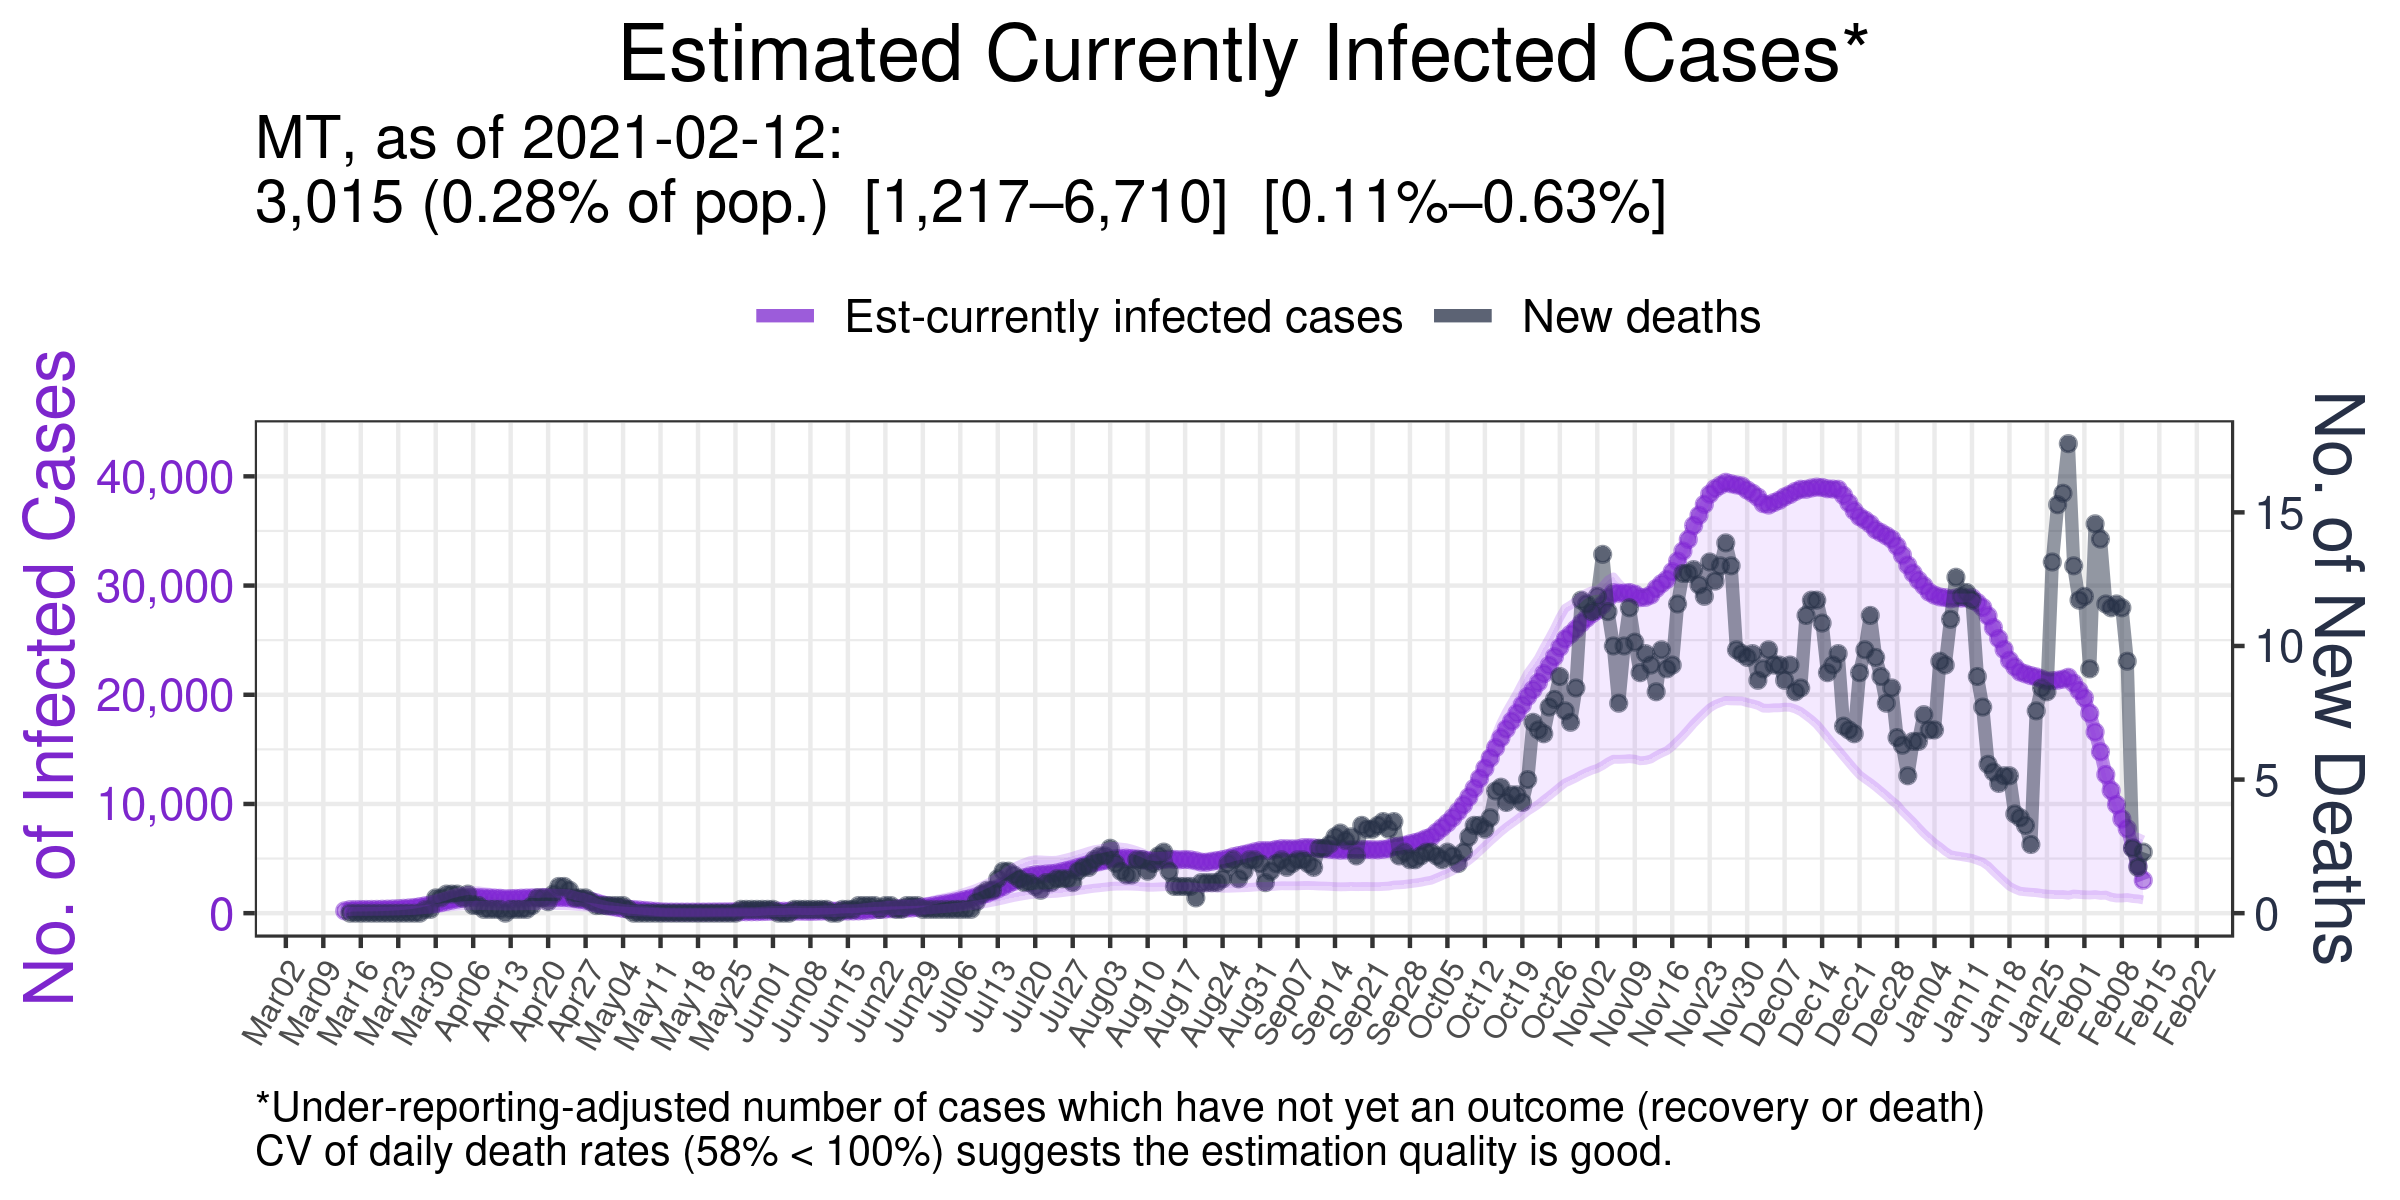 Estimated Currently Infected Cases*
MT, as of 2021-02-12:
3,015 (0.28% of pop.)  [1,217–6,710]  [0.11%–0.63%]
Est-currently infected cases
New deaths
No. of Infected Cases
40,000
30,000
20,000
10,000
0
15
10
5
0
No. of New Deaths
Mar02
Mar09
Mar16
Mar23
Mar30
Apr06
Apr13
Apr20
Apr27
May04
May11
May18
May25
Jun01
Jun08
Jun15
Jun22
Jun29
Jul06
Jul13
Jul20
Jul27
Aug03
Aug10
Aug17
Aug24
Aug31
Sep07
Sep14
Sep21
Sep28
Oct05
Oct12
Oct19
Oct26
Nov02
Nov09
Nov16
Nov23
Nov30
Dec07
Dec14
Dec21
Dec28
Jan04
Jan11
Jan18
Jan25
Feb01
Feb08
Feb15
Feb22
*Under-reporting-adjusted number of cases which have not yet an outcome (recovery or death)
CV of daily death rates (58% < 100%) suggests the estimation quality is good.